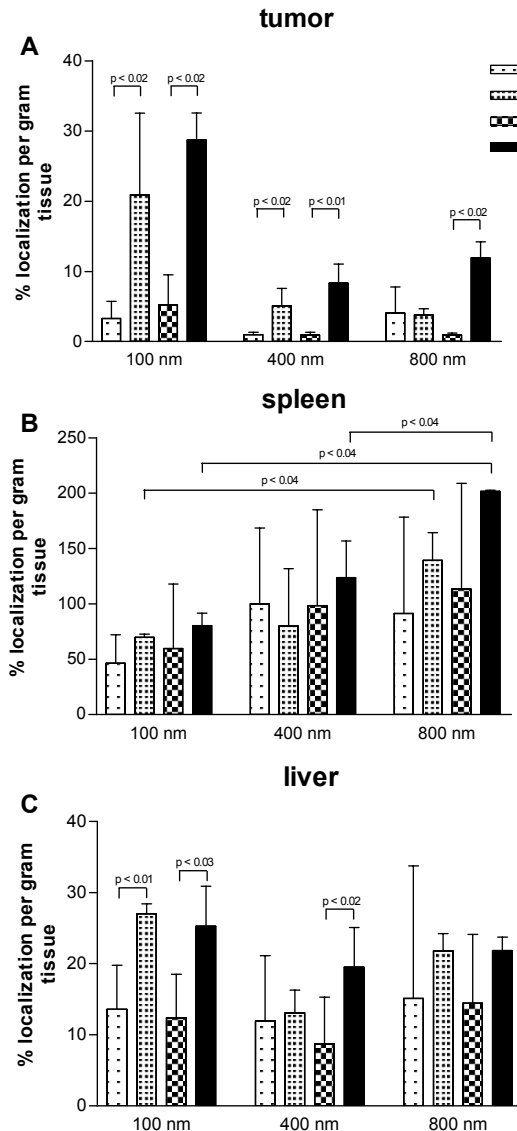 tumor
A
40
30
20
10
0
% localization per gram
tissue
p < 0.02
p < 0.02
p < 0.02
p < 0.01
p < 0.02
100 nm
400 nm
800 nm
spleen
B
250
200
150
100
50
0
% localization per gram
tissue
p < 0.04
p < 0.04
p < 0.04
100 nm
400 nm
800 nm
liver
C
40
30
20
10
0
% localization per gram
tissue
p < 0.01
p < 0.03
p < 0.02
100 nm
400 nm
800 nm